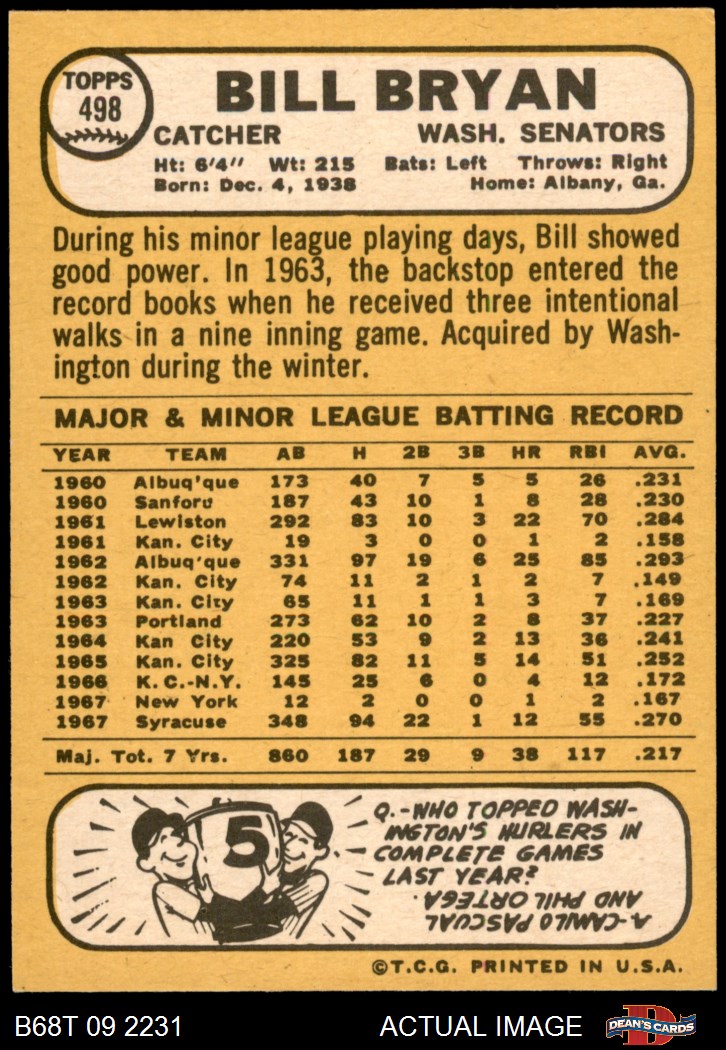 TOPPS
498
BILL BRYAN
CATCHER WASH. SENATORS
Ht: 6'4" Wt: 215 Bats: Left Throws: Right
Born: Dec. 4, 1938 Home: Albany, Ga.
During his minor league playing days, Bill showed
good power. In 1963, the backstop entered the
record books when he received three intentional
walks in a nine inning game. Acquired by Wash-
ington during the winter.
MAJOR & MINOR LEAGUE BATTING RECORD
YEAR TEAM AB H 2B 3B HR RBI AVG.
1960 Albuq'que 173 40 7 5 5 26 .231
1960 Sanford 187 43 10 1 8 28 .230
1961 Lewiston 292 83 10 3 22 70 .284
1961 Kan. City 19 3 0 0 1 2 .158
1962 Albuq'que 331 97 19 6 25 85 .293
1962 Kan. City 74 11 2 1 2 7 .149
1963 Kan. City 65 11 1 1 3 7 .169
1963 Portland 273 62 10 2 8 37 .227
1964 Kan City 220 53 9 2 13 36 .241
1965 Kan. City 325 82 11 5 14 51 .252
1966 K.C.-N.Y. 145 25 6 0 4 12 .172
1967 New York 12 2 0 0 1 2 .167
1967 Syracuse 348 94 22 1 12 55 .270
Maj. Tot. 7 Yrs. 860 187 29 9 38 117 .217
5
Q.-WHO TOPPED WASH-
INGTON'S HURLERS IN
COMPLETE GAMES
LAST YEAR?
A-CAMILO PASCUAL
AND PHIL ORTEGA.
©T.C.G. PRINTED IN U.S.A.
B68T 09 2231 ACTUAL IMAGE D DEAN'S CARDS